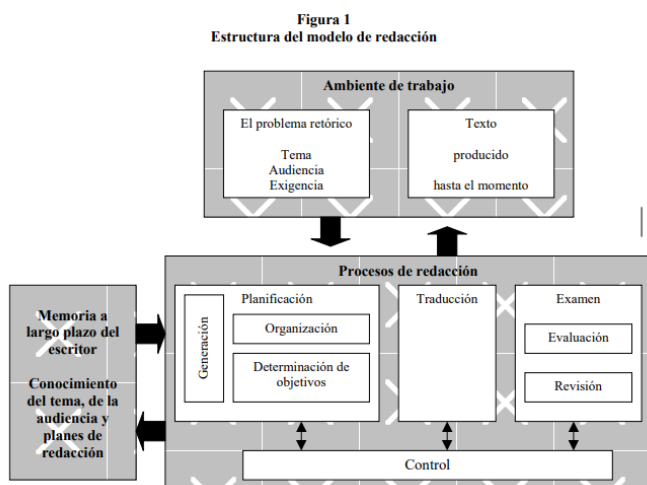 Figura 1
Estructura del modelo de redacción
Ambiente de trabajo
El problema retórico
Tema
Audiencia
Exigencia
Texto
producido
hasta el momento
Procesos de redacción
Memoria a
largo plazo del
escritor
Conocimiento
del tema, de la
audiencia y
planes de
redacción
Planificación
Generación
Organización
Determinación de
objetivos
Traducción
Examen
Evaluación
Revisión
Control